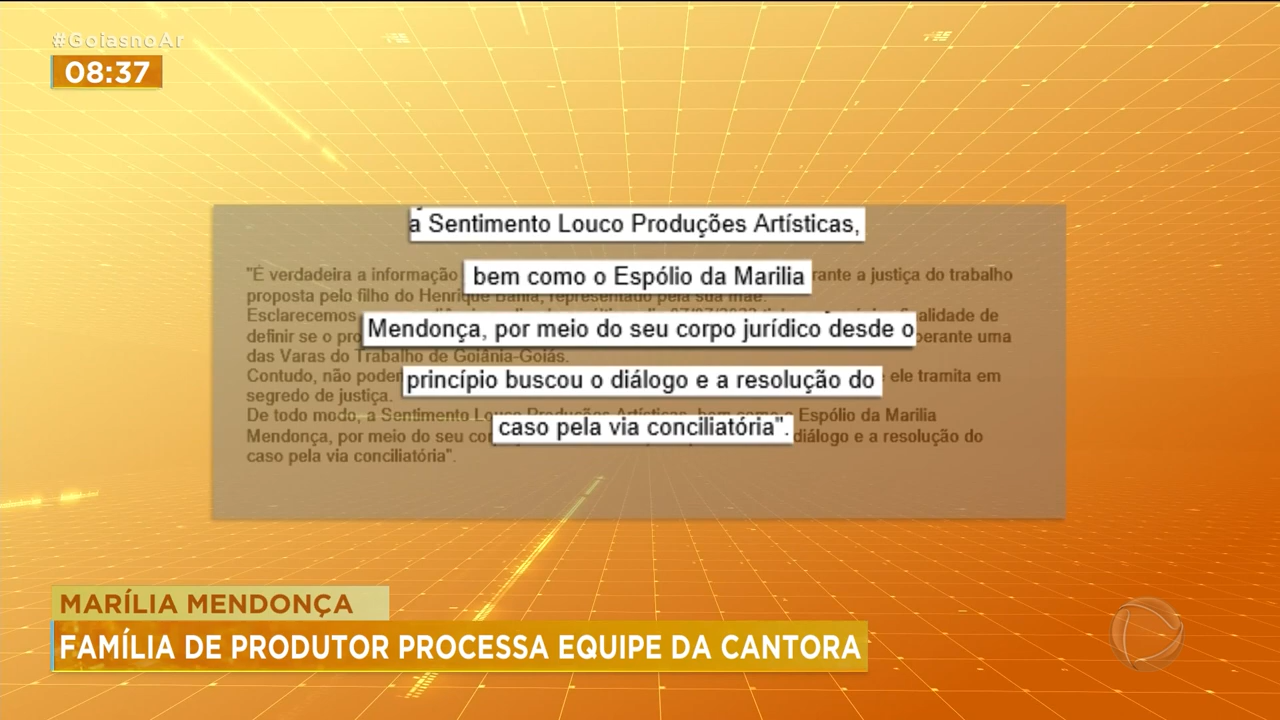 #GoiasnoAr
08:37
a Sentimento Louco Produções Artísticas,
bem como o Espólio da Marilia
Mendonça, por meio do seu corpo jurídico desde o
princípio buscou o diálogo e a resolução do
caso pela via conciliatória".
"É verdadeira a informação rante a justiça do trabalho
proposta pelo filho do Henrique Bahia, representado pela sua mãe.
Esclarecemos finalidade de
definir se o pro perante uma
das Varas do Trabalho de Goiânia-Goiás.
Contudo, não poder ele tramita em
segredo de justiça.
De todo modo, a Sentimento Louco Produções Artísticas, bem como o Espólio da Marilia
Mendonça, por meio do seu cor diálogo e a resolução do
caso pela via conciliatória".
MARÍLIA MENDONÇA
FAMÍLIA DE PRODUTOR PROCESSA EQUIPE DA CANTORA